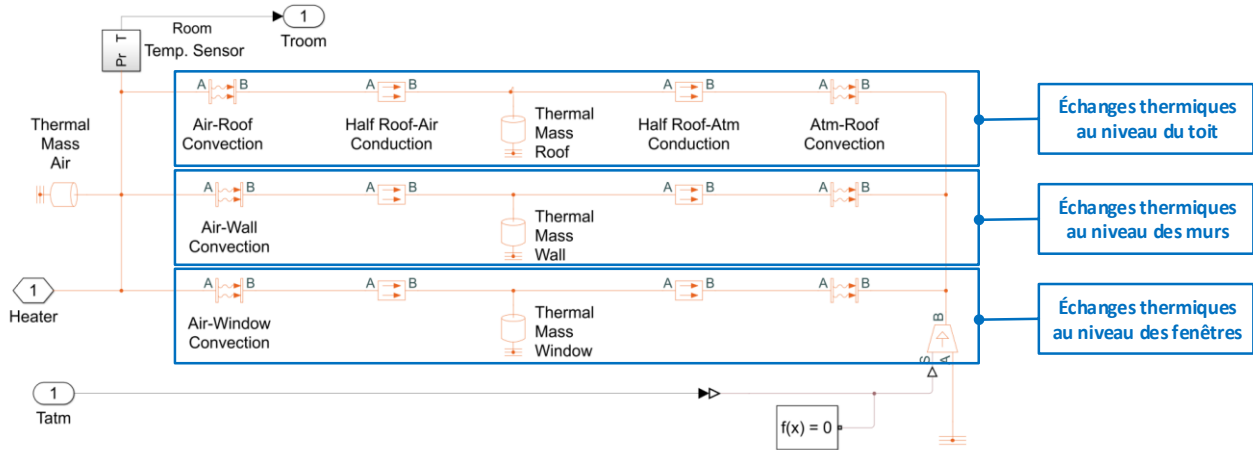 1
Troom
Room
Temp. Sensor
Pr T
A B
Air-Roof
Convection
A B
Half Roof-Air
Conduction
Thermal
Mass
Roof
A B
Half Roof-Atm
Conduction
A B
Atm-Roof
Convection
Échanges thermiques
au niveau du toit
Thermal
Mass
Air
A B
Air-Wall
Convection
A B
Thermal
Mass
Wall
A B
A B
Échanges thermiques
au niveau des murs
1
Heater
A B
Air-Window
Convection
A B
Thermal
Mass
Window
A B
A B
B
S A
Échanges thermiques
au niveau des fenêtres
1
Tatm
f(x) = 0